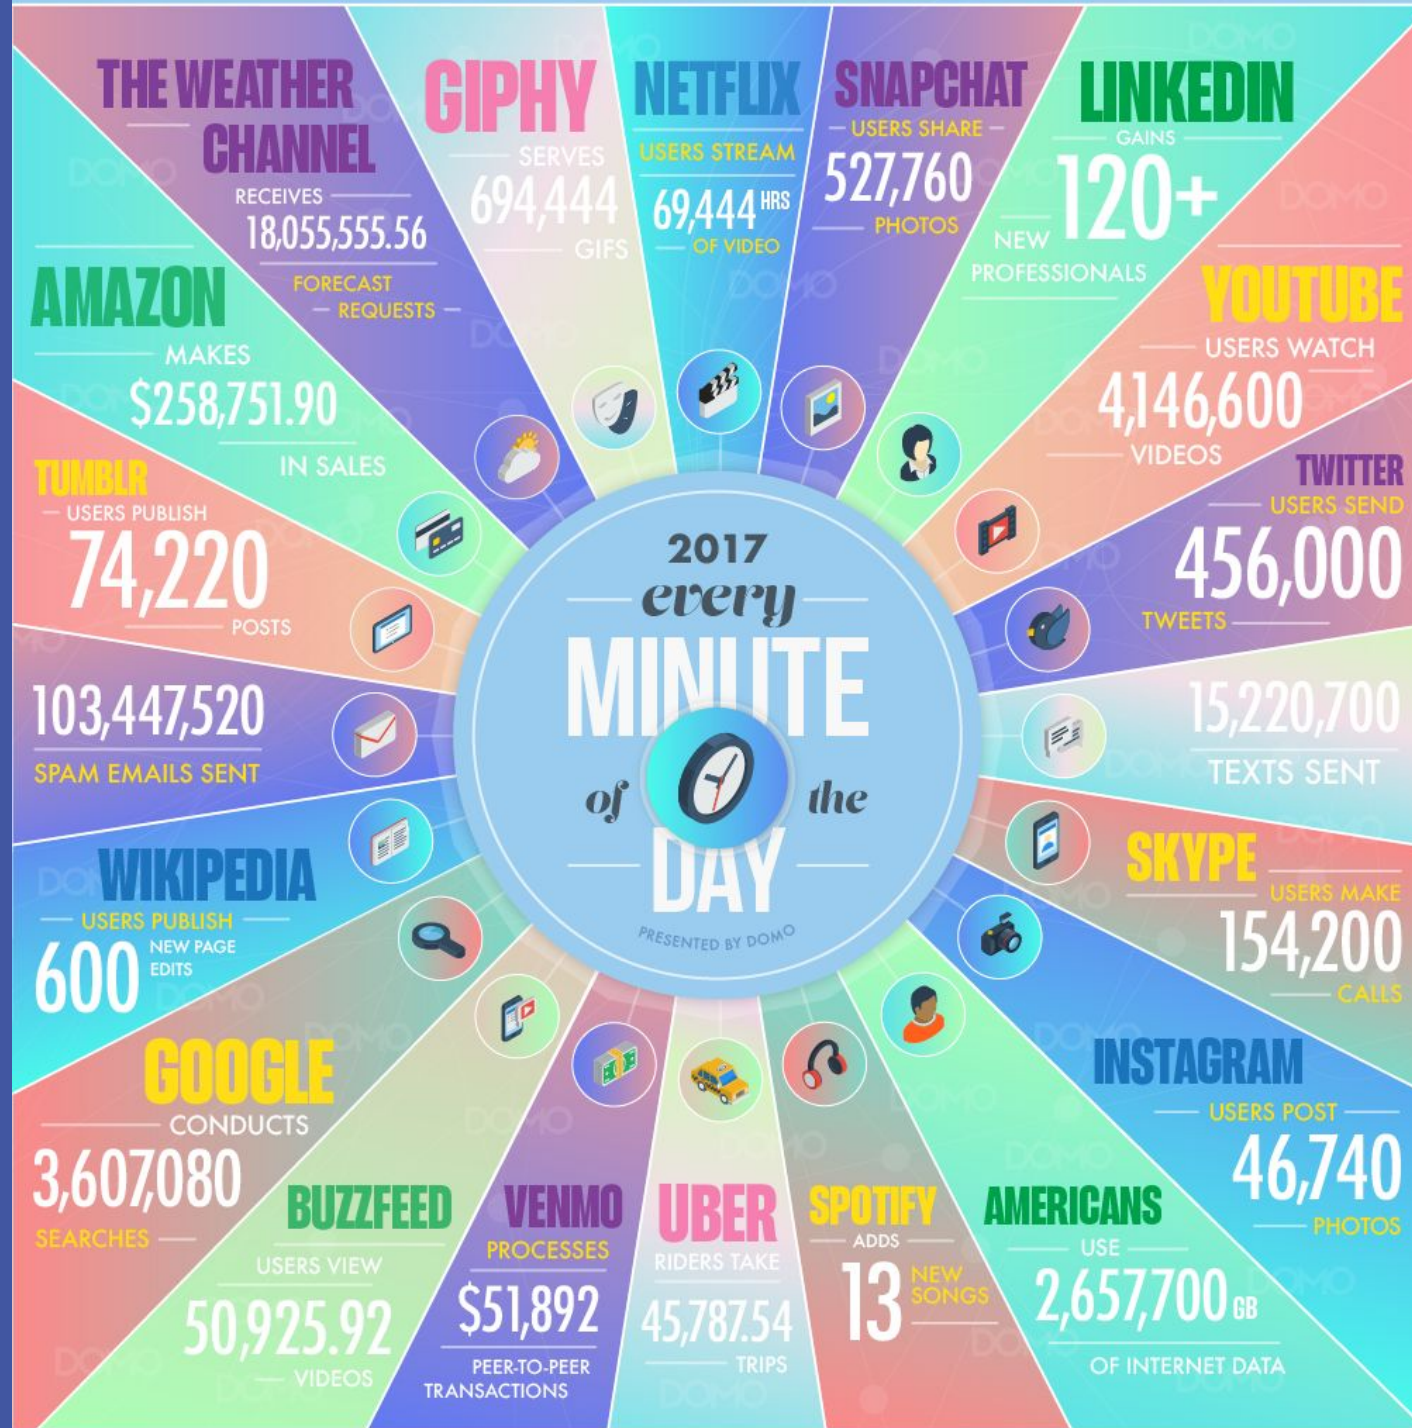 THE WEATHER
CHANNEL
RECEIVES
18,055,555.56
FORECAST
REQUESTS
GIPHY
SERVES
694,444
GIFS
NETFLIX
USERS STREAM
69,444 HRS
OF VIDEO
SNAPCHAT
USERS SHARE
527,760
PHOTOS
LINKEDIN
GAINS
120+
NEW
PROFESSIONALS
YOUTUBE
USERS WATCH
4,146,600
VIDEOS
TWITTER
USERS SEND
456,000
TWEETS
15,220,700
TEXTS SENT
SKYPE
USERS MAKE
154,200
CALLS
INSTAGRAM
USERS POST
46,740
PHOTOS
AMERICANS
USE
2,657,700 GB
OF INTERNET DATA
SPOTIFY
ADDS
13 NEW
SONGS
UBER
RIDERS TAKE
45,787.54
TRIPS
VENMO
PROCESSES
$51,892
PEER-TO-PEER
TRANSACTIONS
BUZZFEED
USERS VIEW
50,925.92
VIDEOS
GOOGLE
CONDUCTS
3,607,080
SEARCHES
WIKIPEDIA
USERS PUBLISH
600 NEW PAGE
EDITS
103,447,520
SPAM EMAILS SENT
TUMBLR
USERS PUBLISH
74,220
POSTS
AMAZON
MAKES
$258,751.90
IN SALES
2017
every
MINUTE
of the
DAY
PRESENTED BY DOMO
DOMO